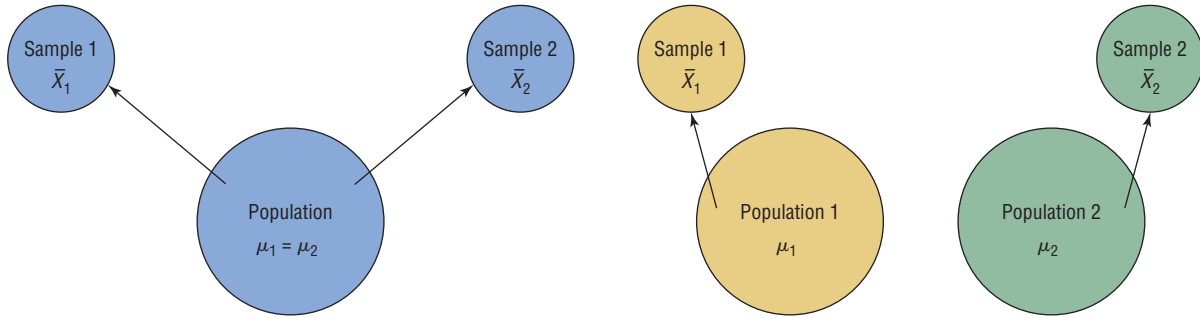 Sample 1
X̄₁
Sample 2
X̄₂
Population
μ₁ = μ₂
Sample 1
X̄₁
Sample 2
X̄₂
Population 1
μ₁
Population 2
μ₂